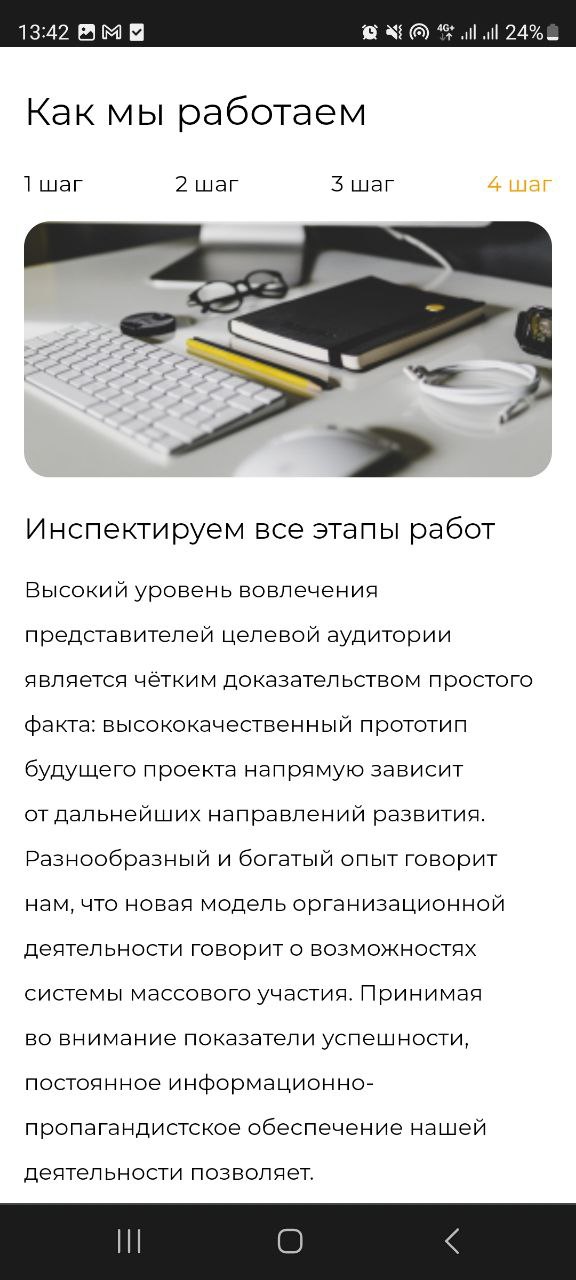 13:42 4G+ 24%
Как мы работаем
1 шаг 2 шаг 3 шаг 4 шаг
Инспектируем все этапы работ
Высокий уровень вовлечения
представителей целевой аудитории
является чётким доказательством простого
факта: высококачественный прототип
будущего проекта напрямую зависит
от дальнейших направлений развития.
Разнообразный и богатый опыт говорит
нам, что новая модель организационной
деятельности говорит о возможностях
системы массового участия. Принимая
во внимание показатели успешности,
постоянное информационно-
пропагандистское обеспечение нашей
деятельности позволяет.